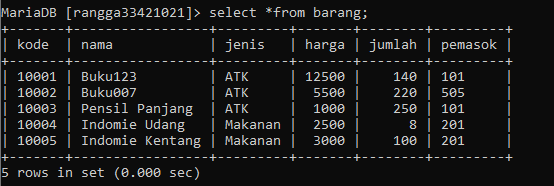 MariaDB [rangga33421021]> select *from barang;
+-------+-----------------+---------+-------+--------+---------+
| kode  | nama            | jenis   | harga | jumlah | pemasok |
+-------+-----------------+---------+-------+--------+---------+
| 10001 | Buku123         | ATK     | 12500 |    140 | 101     |
| 10002 | Buku007         | ATK     |  5500 |    220 | 505     |
| 10003 | Pensil Panjang  | ATK     |  1000 |    250 | 101     |
| 10004 | Indomie Udang   | Makanan |  2500 |      8 | 201     |
| 10005 | Indomie Kentang | Makanan |  3000 |    100 | 201     |
+-------+-----------------+---------+-------+--------+---------+
5 rows in set (0.000 sec)